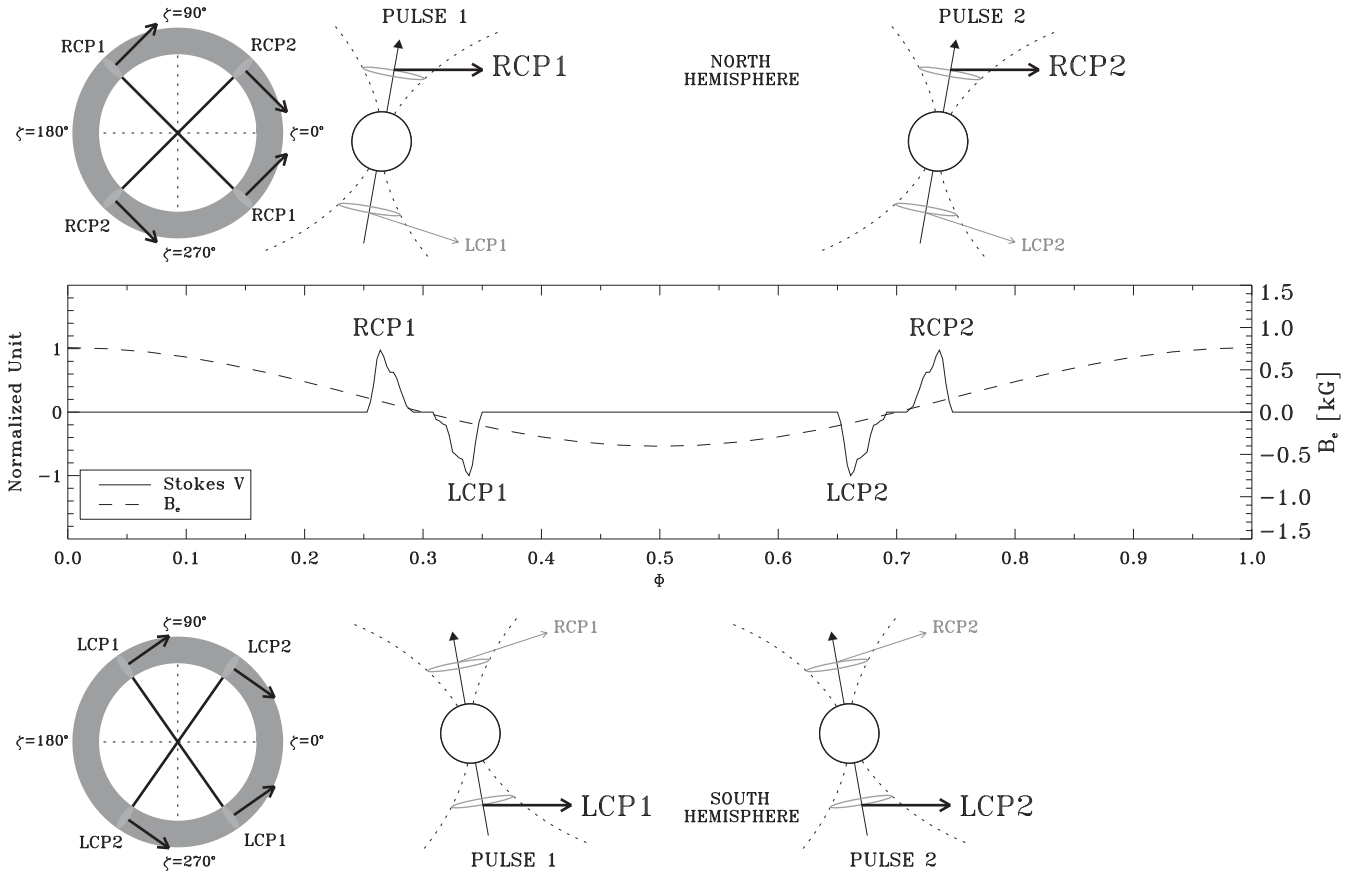 ζ=90°
RCP1
RCP2
ζ=180°
ζ=0°
RCP2
RCP1
ζ=270°
PULSE 1
RCP1
LCP1
NORTH
HEMISPHERE
PULSE 2
RCP2
LCP2
Normalized Unit
1
0
−1
RCP1
LCP1
RCP2
LCP2
Stokes V
Bₑ
1.5
1.0
0.5
0.0
−0.5
−1.0
−1.5
Bₑ [kG]
0.0 0.1 0.2 0.3 0.4 0.5 0.6 0.7 0.8 0.9 1.0
Φ
ζ=90°
LCP1
LCP2
ζ=180°
ζ=0°
LCP2
LCP1
ζ=270°
RCP1
LCP1
PULSE 1
SOUTH
HEMISPHERE
RCP2
LCP2
PULSE 2